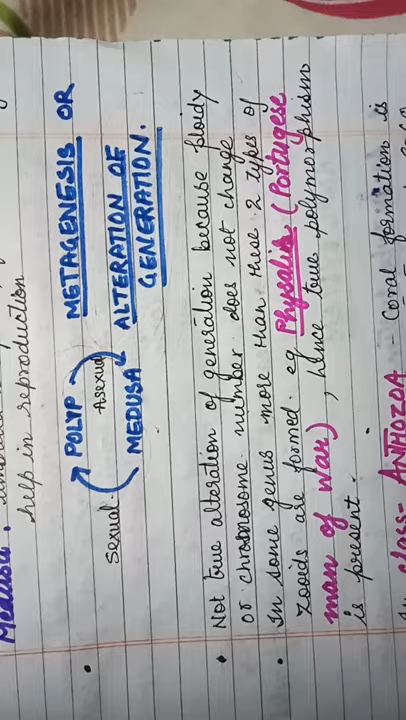 Medusa :
help in reproduction
POLYP
Asexual
Sexual
MEDUSA
METAGENESIS OR
ALTERATION OF
GENERATION.
• Not true alteration of generation because ploidy
or chromosome number does not change
• In some genus more than these 2 types of
zooids are formed. eg Physalia (Portugese
man of war), Hence true polymorphism
is present.
class- ANTHOZOA - Coral formation is